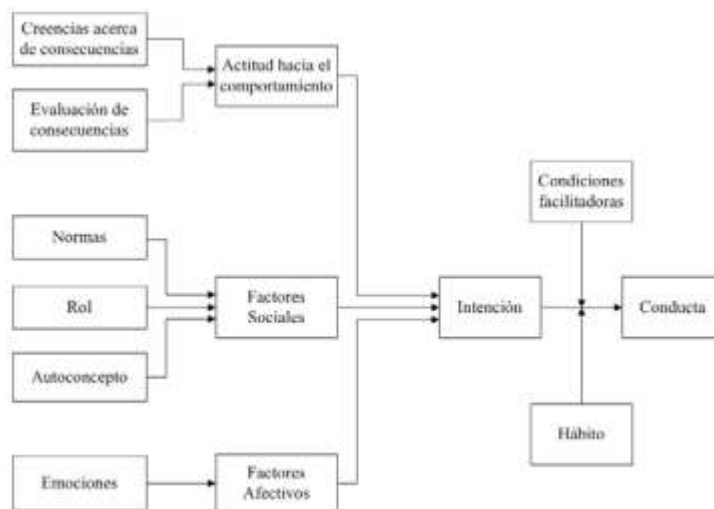 Creencias acerca
de consecuencias
Actitud hacia el
comportamiento
Evaluación de
consecuencias
Condiciones
facilitadoras
Normas
Rol
Factores
Sociales
Intención
Conducta
Autoconcepto
Hábito
Emociones
Factores
Afectivos